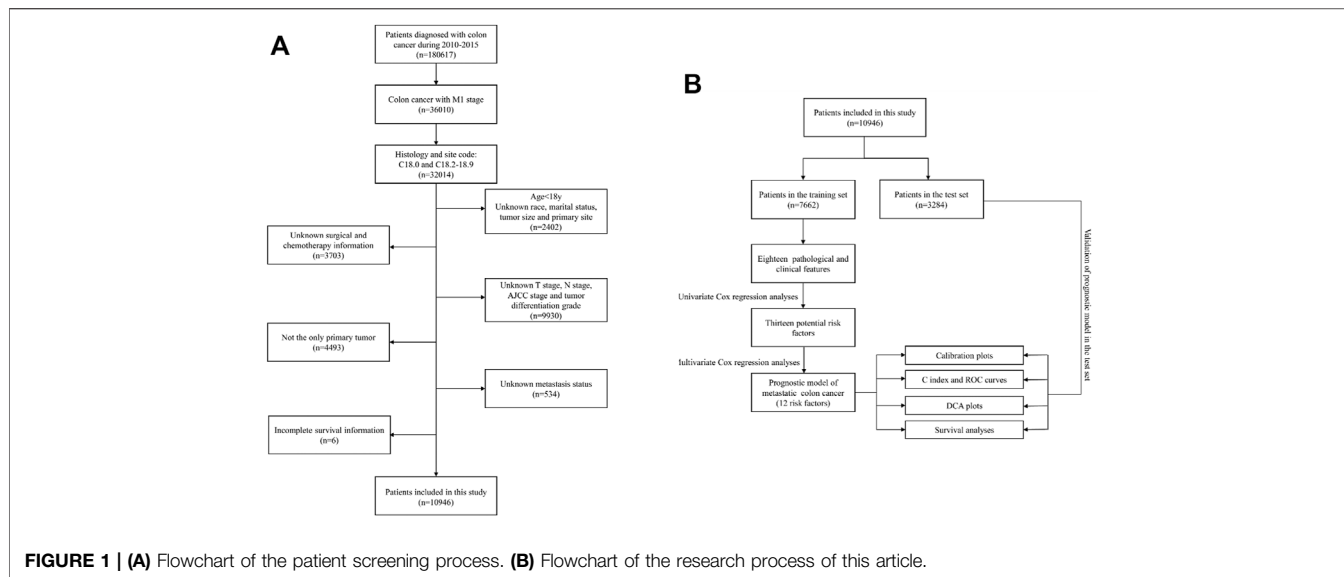 A
Patients diagnosed with colon
cancer during 2010-2015
(n=180617)
Colon cancer with M1 stage
(n=36010)
Histology and site code:
C18.0 and C18.2-18.9
(n=32014)
Age<18y
Unknown race, marital status,
tumor size and primary site
(n=2402)
Unknown surgical and
chemotherapy information
(n=3703)
Unknown T stage, N stage,
AJCC stage and tumor
differentiation grade
(n=9930)
Not the only primary tumor
(n=4493)
Unknown metastasis status
(n=534)
Incomplete survival information
(n=6)
Patients included in this study
(n=10946)
B
Patients included in this study
(n=10946)
Patients in the training set
(n=7662)
Patients in the test set
(n=3284)
Eighteen pathological and
clinical features
Univariate Cox regression analyses
Thirteen potential risk
factors
Iultivariate Cox regression analyses
Prognostic model of
metastatic colon cancer
(12 risk factors)
Calibration plots
C index and ROC curves
DCA plots
Survival analyses
Validation of prognostic model in the test
set
FIGURE 1 | (A) Flowchart of the patient screening process. (B) Flowchart of the research process of this article.